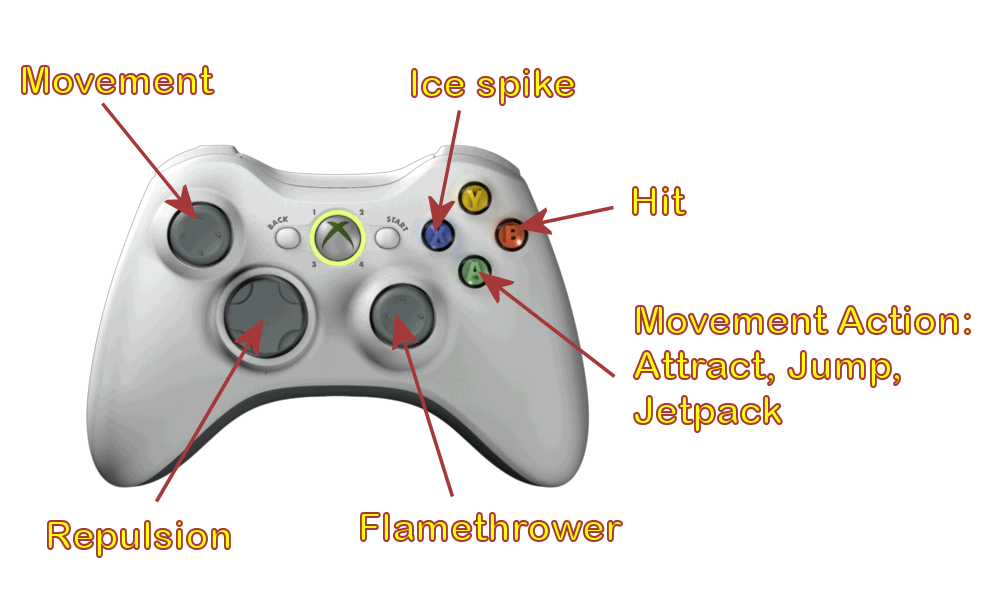 Movement
Ice spike
Hit
Movement Action:
Attract, Jump,
Jetpack
Repulsion
Flamethrower
BACK
START
1
2
3
4
Y
X
B
A